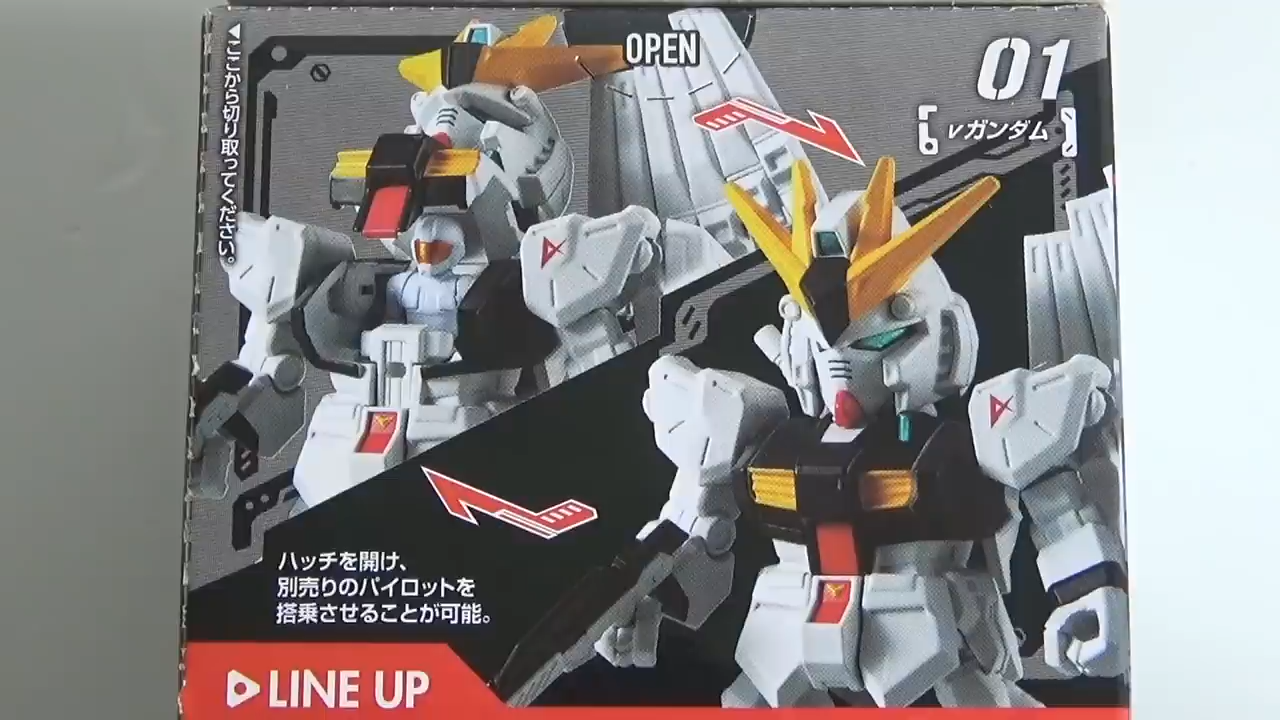 ◀ここから切り取ってください。
OPEN
01
νガンダム
ハッチを開け、
別売りのパイロットを
搭乗させることが可能。
LINE UP